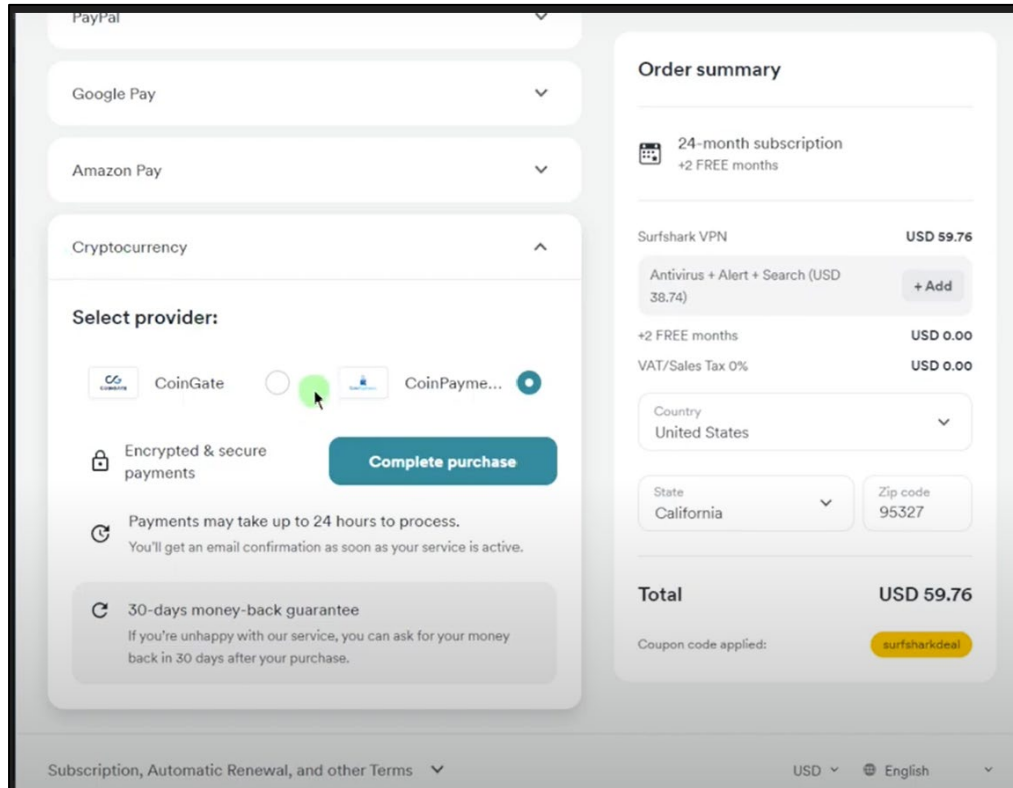 PayPal
Google Pay
Amazon Pay
Cryptocurrency
Select provider:
COINGATE
CoinGate
CoinPayme...
Encrypted & secure
payments
Complete purchase
Payments may take up to 24 hours to process.
You'll get an email confirmation as soon as your service is active.
30-days money-back guarantee
If you're unhappy with our service, you can ask for your money
back in 30 days after your purchase.
Order summary
24-month subscription
+2 FREE months
Surfshark VPN
USD 59.76
Antivirus + Alert + Search (USD
38.74)
+ Add
+2 FREE months
USD 0.00
VAT/Sales Tax 0%
USD 0.00
Country
United States
State
California
Zip code
95327
Total
USD 59.76
Coupon code applied:
surfsharkdeal
Subscription, Automatic Renewal, and other Terms
USD
English